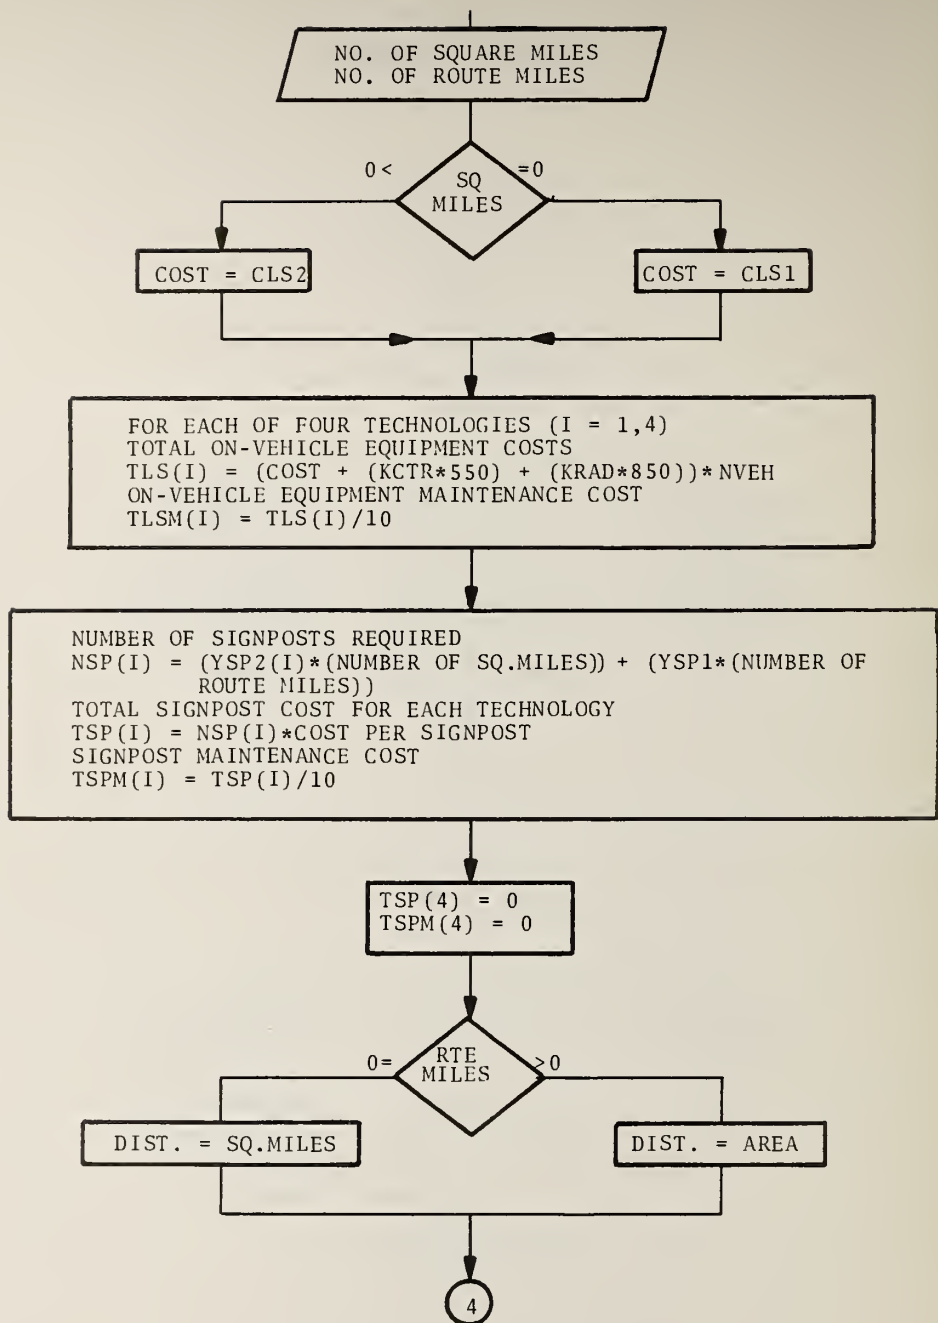 NO. OF SQUARE MILES
NO. OF ROUTE MILES
0<
SQ
MILES
=0
COST = CLS2
COST = CLS1
FOR EACH OF FOUR TECHNOLOGIES (I = 1,4)
TOTAL ON-VEHICLE EQUIPMENT COSTS
TLS(I) = (COST + (KCTR*550) + (KRAD*850))*NVEH
ON-VEHICLE EQUIPMENT MAINTENANCE COST
TLSM(I) = TLS(I)/10
NUMBER OF SIGNPOSTS REQUIRED
NSP(I) = (YSP2(I)*(NUMBER OF SQ.MILES)) + (YSP1*(NUMBER OF
ROUTE MILES))
TOTAL SIGNPOST COST FOR EACH TECHNOLOGY
TSP(I) = NSP(I)*COST PER SIGNPOST
SIGNPOST MAINTENANCE COST
TSPM(I) = TSP(I)/10
TSP(4) = 0
TSPM(4) = 0
0=
RTE
MILES
>0
DIST. = SQ.MILES
DIST. = AREA
4